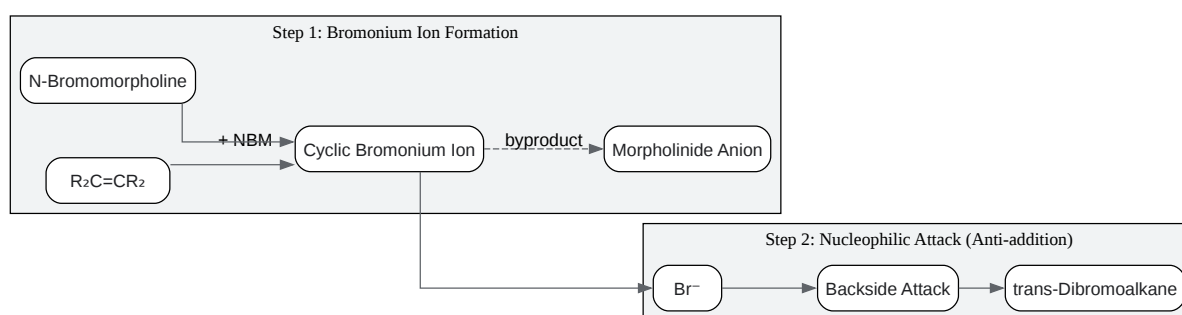 Step 1: Bromonium Ion Formation
N-Bromomorpholine
+ NBM
R₂C=CR₂
Cyclic Bromonium Ion
byproduct
Morpholinide Anion
Step 2: Nucleophilic Attack (Anti-addition)
Br⁻
Backside Attack
trans-Dibromoalkane